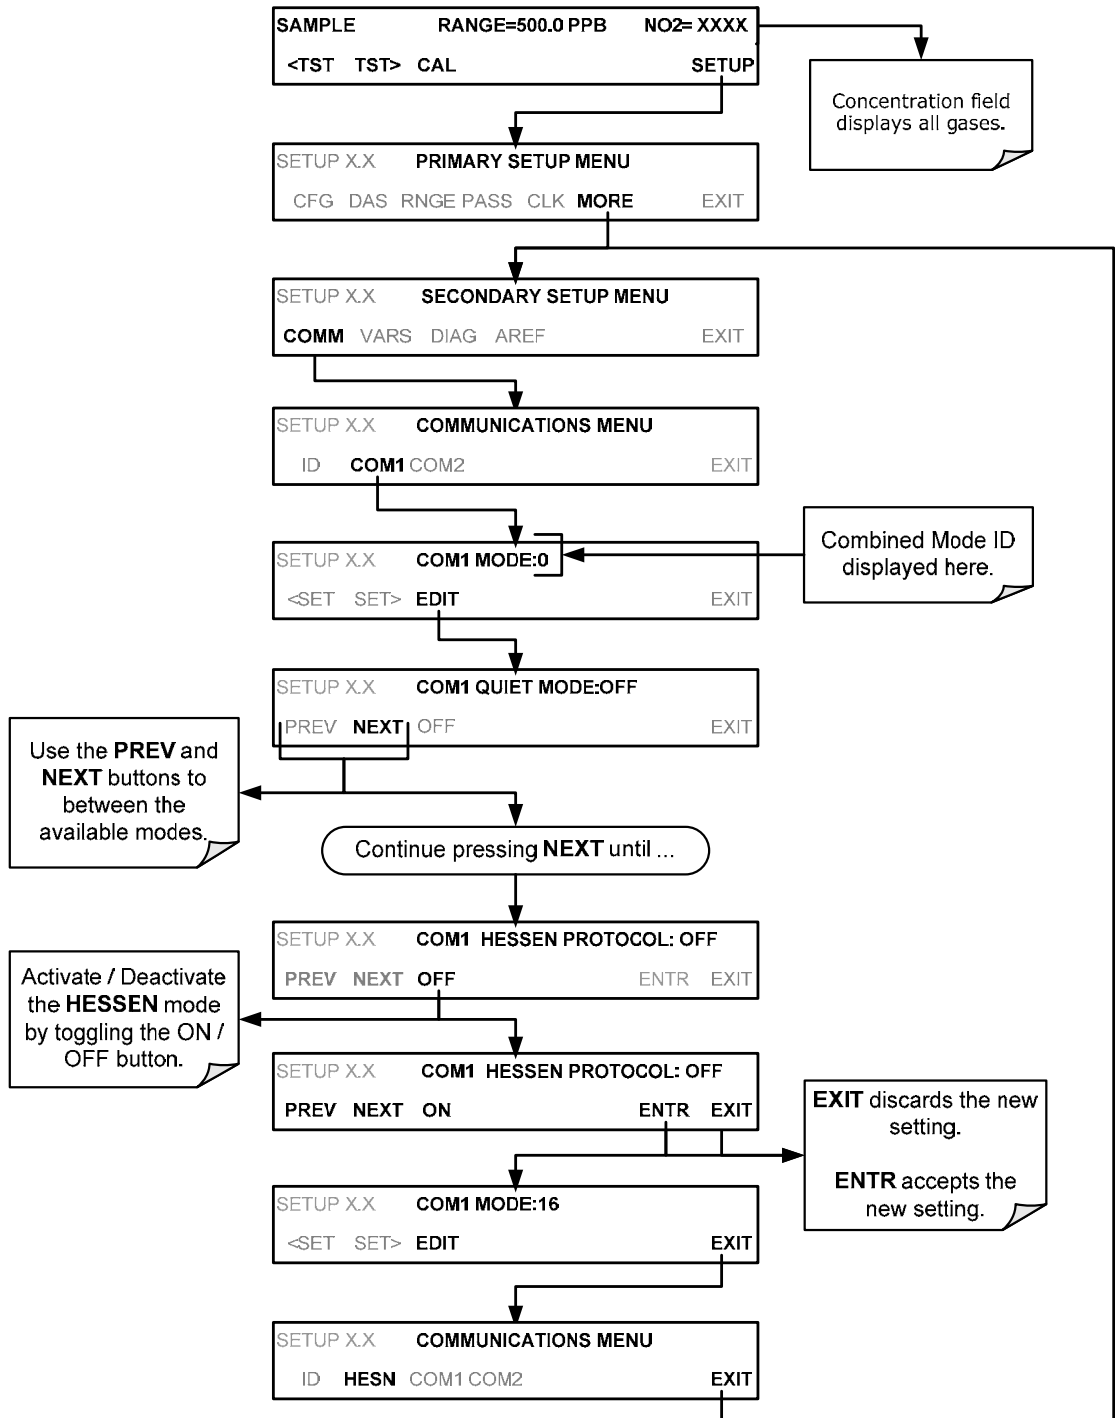 SAMPLE RANGE=500.0 PPB NO2= XXXX
<TST TST> CAL SETUP
Concentration field
displays all gases.
SETUP X.X PRIMARY SETUP MENU
CFG DAS RNGE PASS CLK MORE EXIT
SETUP X.X SECONDARY SETUP MENU
COMM VARS DIAG AREF EXIT
SETUP X.X COMMUNICATIONS MENU
ID COM1 COM2 EXIT
SETUP X.X COM1 MODE:0
<SET SET> EDIT EXIT
Combined Mode ID
displayed here.
SETUP X.X COM1 QUIET MODE:OFF
PREV NEXT OFF EXIT
Use the PREV and
NEXT buttons to
between the
available modes.
Continue pressing NEXT until ...
SETUP X.X COM1 HESSEN PROTOCOL: OFF
PREV NEXT OFF ENTR EXIT
Activate / Deactivate
the HESSEN mode
by toggling the ON /
OFF button.
SETUP X.X COM1 HESSEN PROTOCOL: OFF
PREV NEXT ON ENTR EXIT
EXIT discards the new
setting.
ENTR accepts the
new setting.
SETUP X.X COM1 MODE:16
<SET SET> EDIT EXIT
SETUP X.X COMMUNICATIONS MENU
ID HESN COM1 COM2 EXIT